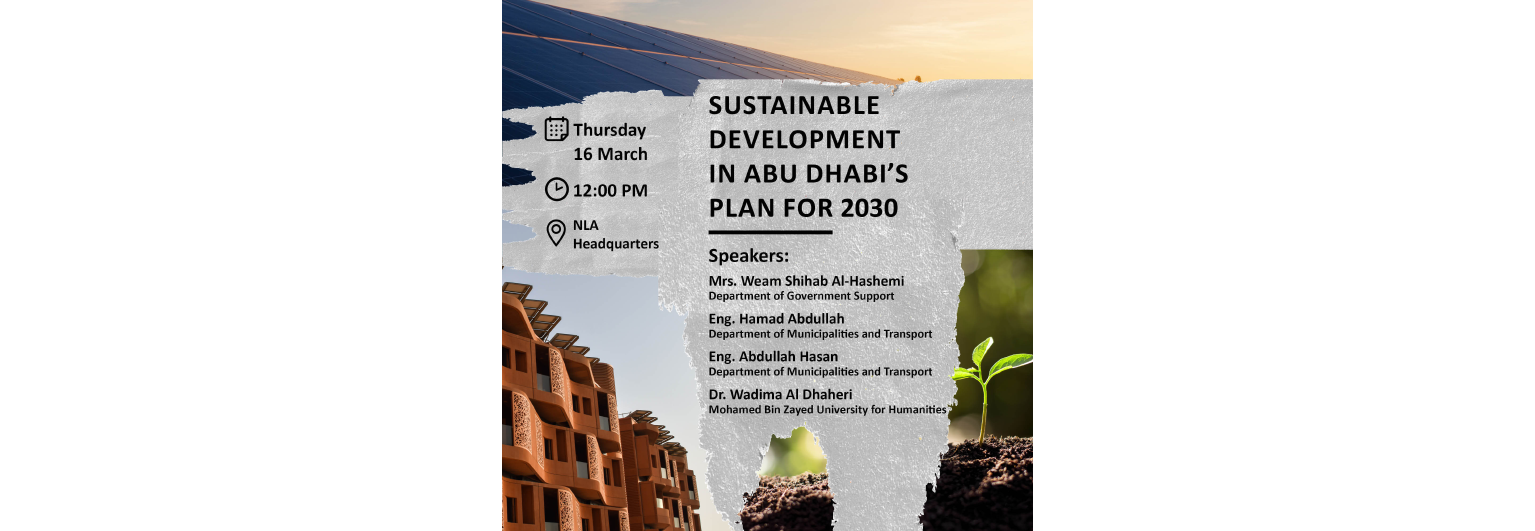 Thursday
16 March
12:00 PM
NLA
Headquarters
SUSTAINABLE
DEVELOPMENT
IN ABU DHABI’S
PLAN FOR 2030
Speakers:
Mrs. Weam Shihab Al-Hashemi
Department of Government Support
Eng. Hamad Abdullah
Department of Municipalities and Transport
Eng. Abdullah Hasan
Department of Municipalities and Transport
Dr. Wadima Al Dhaheri
Mohamed Bin Zayed University for Humanities